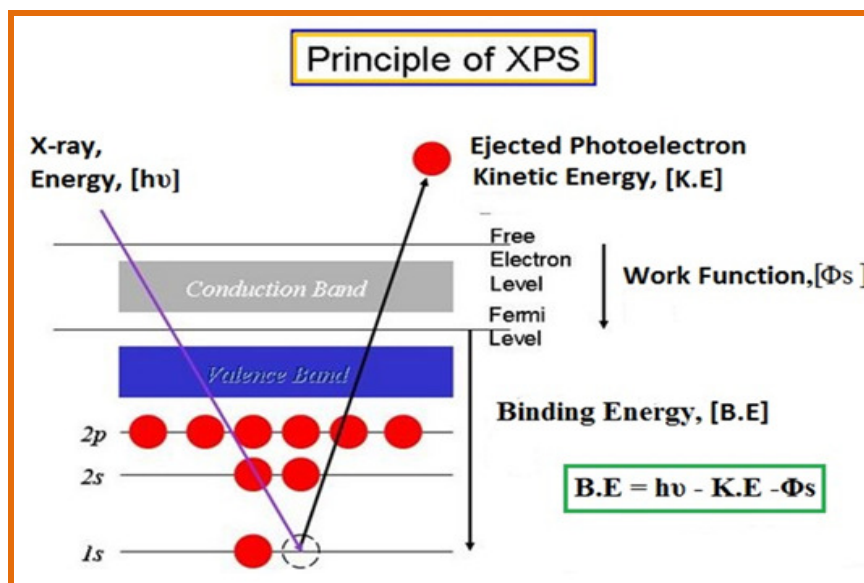 Principle of XPS
X-ray,
Energy, [hυ]
Ejected Photoelectron
Kinetic Energy, [K.E]
Free
Electron
Level
Conduction Band
Work Function,[Φs ]
Fermi
Level
Valence Band
Binding Energy, [B.E]
2p
2s
B.E = hυ - K.E -Φs
1s